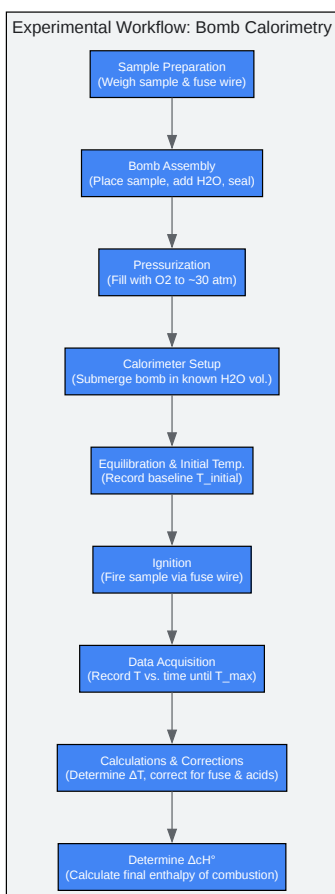 Experimental Workflow: Bomb Calorimetry
Sample Preparation
(Weigh sample & fuse wire)
Bomb Assembly
(Place sample, add H2O, seal)
Pressurization
(Fill with O2 to ~30 atm)
Calorimeter Setup
(Submerge bomb in known H2O vol.)
Equilibration & Initial Temp.
(Record baseline T_initial)
Ignition
(Fire sample via fuse wire)
Data Acquisition
(Record T vs. time until T_max)
Calculations & Corrections
(Determine ΔT, correct for fuse & acids)
Determine ΔcH°
(Calculate final enthalpy of combustion)